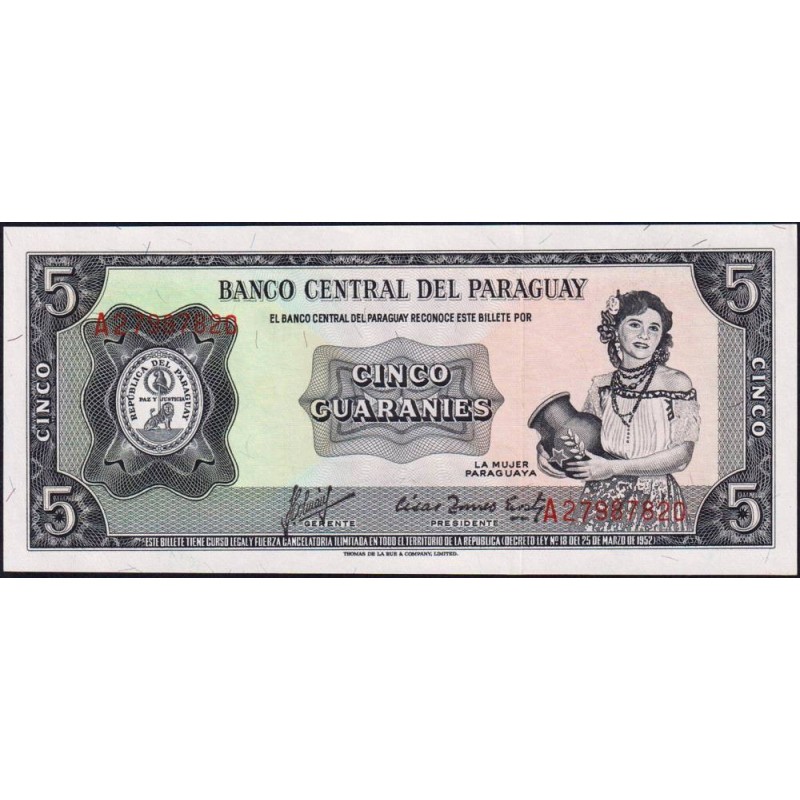 5
5
BANCO CENTRAL DEL PARAGUAY
EL BANCO CENTRAL DEL PARAGUAY RECONOCE ESTE BILLETE POR
A27987820
REPÚBLICA DEL PARAGUAY
PAZ Y JUSTICIA
CINCO
CINCO
GUARANIES
CINCO
LA MUJER
PARAGUAYA
5
5
GERENTE
PRESIDENTE
A27987820
ESTE BILLETE TIENE CURSO LEGAL Y FUERZA CANCELATORIA ILIMITADA EN TODO EL TERRITORIO DE LA REPUBLICA (DECRETO LEY Nº 18 DEL 25 DE MARZO DE 1952)
THOMAS DE LA RUE & COMPANY, LIMITED.